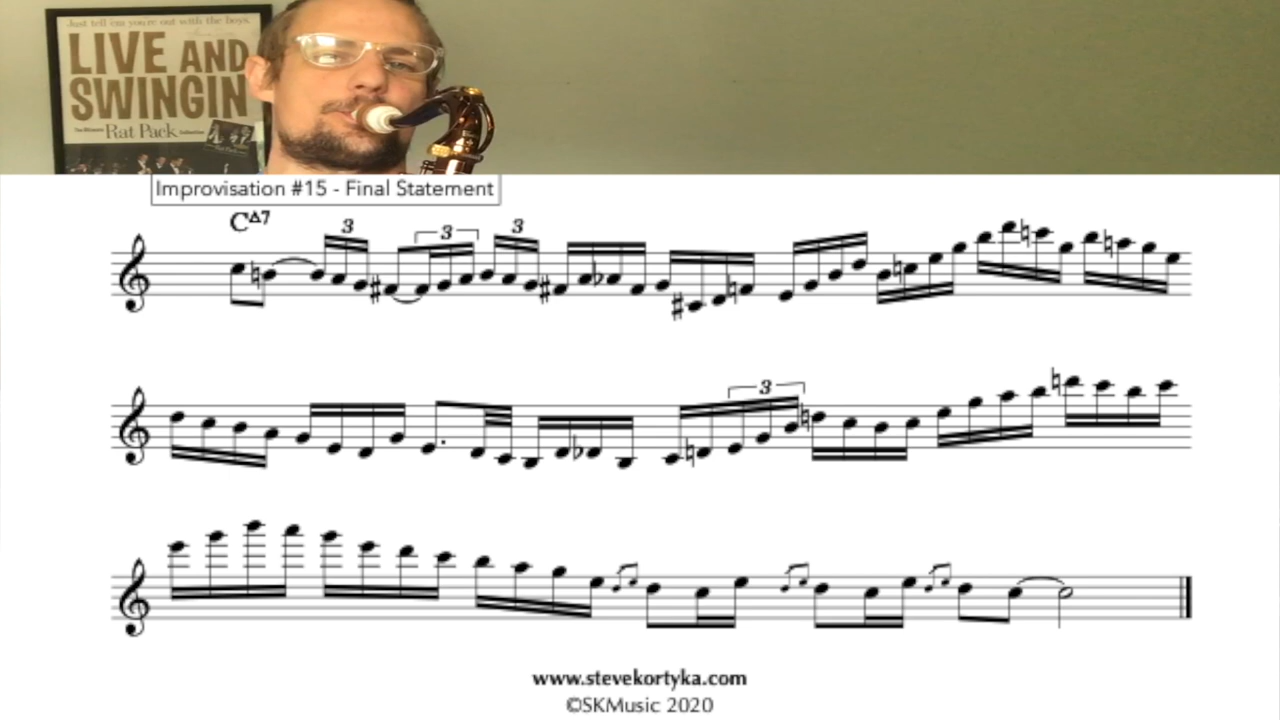 Just tell em you're out with the boys.
LIVE AND
SWINGIN
Rat Pack
Improvisation #15 - Final Statement
CΔ7
3
3
3
3
www.stevekortyka.com
©SKMusic 2020